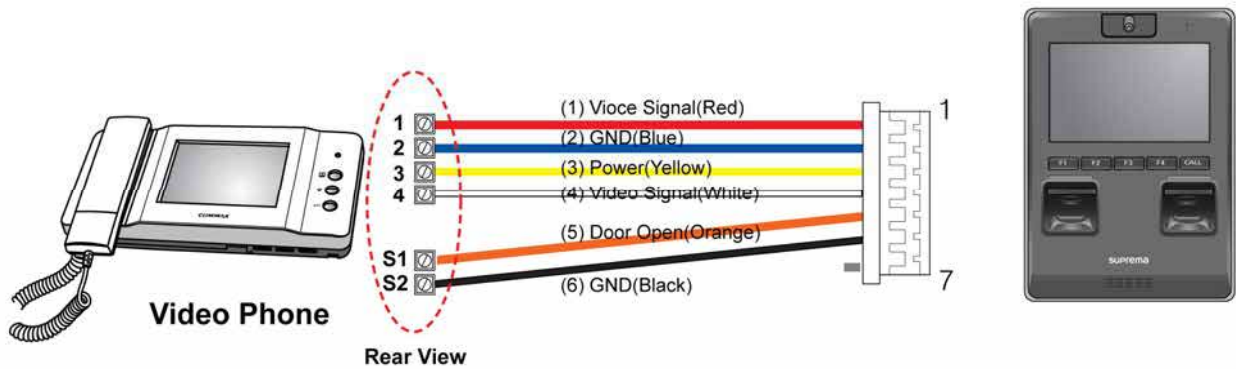 1
(1) Vioce Signal(Red)
1
2
(2) GND(Blue)
3
(3) Power(Yellow)
4
(4) Video Signal(White)
S1
(5) Door Open(Orange)
S2
(6) GND(Black)
7
Video Phone
Rear View
COMMAX
F1 F2 F3 F4 CALL
suprema